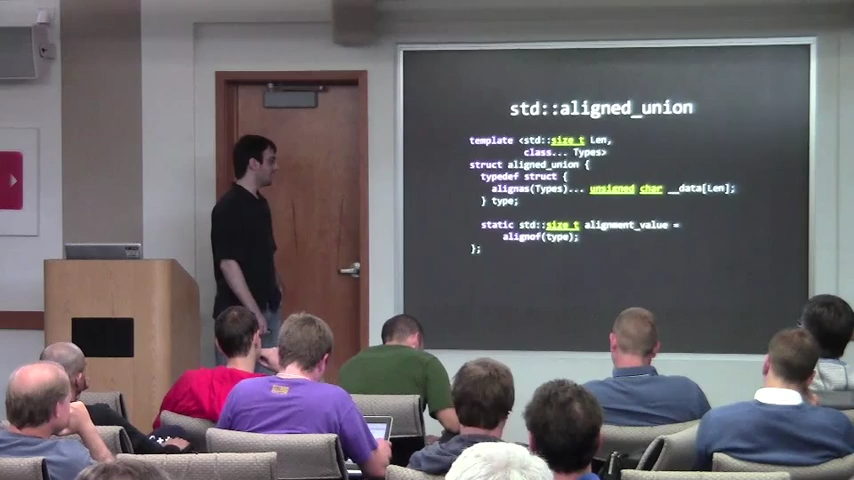 std::aligned_union
template <std::size_t Len,
class... Types>
struct aligned_union {
typedef struct {
alignas(Types)... unsigned char __data[Len];
} type;
static std::size_t alignment_value =
alignof(type);
};